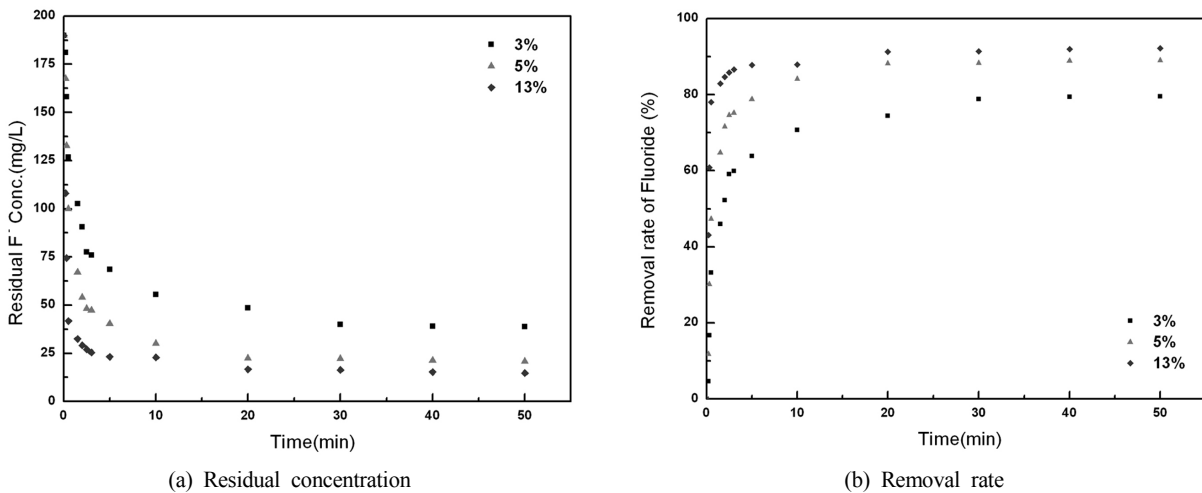 200
175
150
125
100
75
50
25
0
Residual F⁻ Conc.(mg/L)
3%
5%
13%
0 10 20 30 40 50
Time(min)
(a) Residual concentration
100
80
60
40
20
0
Removal rate of Fluoride (%)
3%
5%
13%
0 10 20 30 40 50
Time(min)
(b) Removal rate